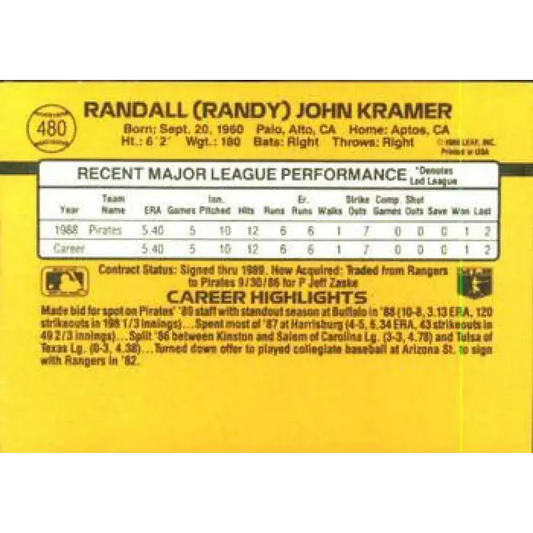 480
RANDALL (RANDY) JOHN KRAMER
Born: Sept. 20, 1960 Palo, Alto, CA Home: Aptos, CA
Ht.: 6'2" Wgt.: 180 Bats: Right Throws: Right
© 1988 LEAF, INC.
Printed in USA
RECENT MAJOR LEAGUE PERFORMANCE *Denotes Led League
Year Team Name ERA Games Inn. Pitched Hits Runs Er. Runs Walks Strike Outs Comp. Games Shut Outs Save Won Lost
1988 Pirates 5.40 5 10 12 6 6 1 7 0 0 0 1 2
Career 5.40 5 10 12 6 6 1 7 0 0 0 1 2
Contract Status: Signed thru 1989. How Acquired: Traded from Rangers
to Pirates 9/30/86 for P Jeff Zaske
CAREER HIGHLIGHTS
Made bid for spot on Pirates' '89 staff with standout season at Buffalo in '88 (10-8, 3.13 ERA, 120
strikeouts in 198 1/3 innings)...Spent most of '87 at Harrisburg (4-5, 6.34 ERA, 43 strikeouts in
49 2/3 innings)...Split '86 between Kinston and Salem of Carolina Lg. (3-3, 4.78) and Tulsa of
Texas Lg. (0-3, 4.38)...Turned down offer to played collegiate baseball at Arizona St. to sign
with Rangers in '82.